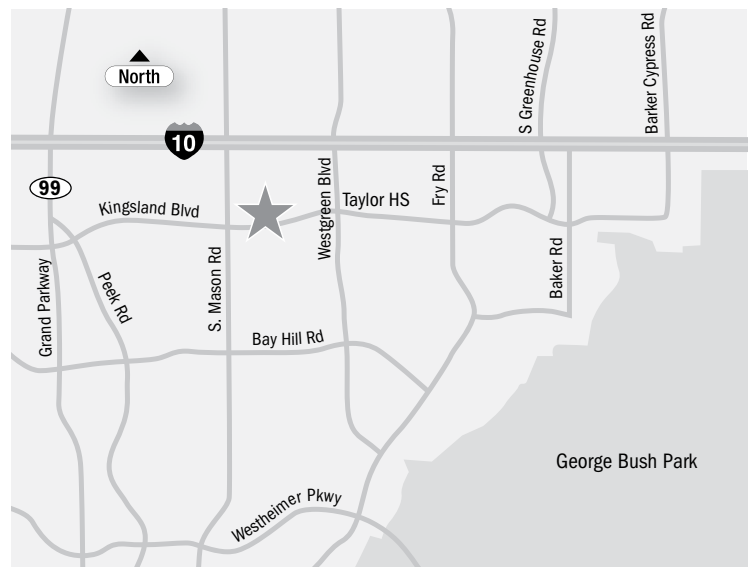 North
S Greenhouse Rd
Barker Cypress Rd
10
99
Kingsland Blvd
Westgreen Blvd
Taylor HS
Fry Rd
Grand Parkway
Peek Rd
S. Mason Rd
Baker Rd
Bay Hill Rd
George Bush Park
Westheimer Pkwy